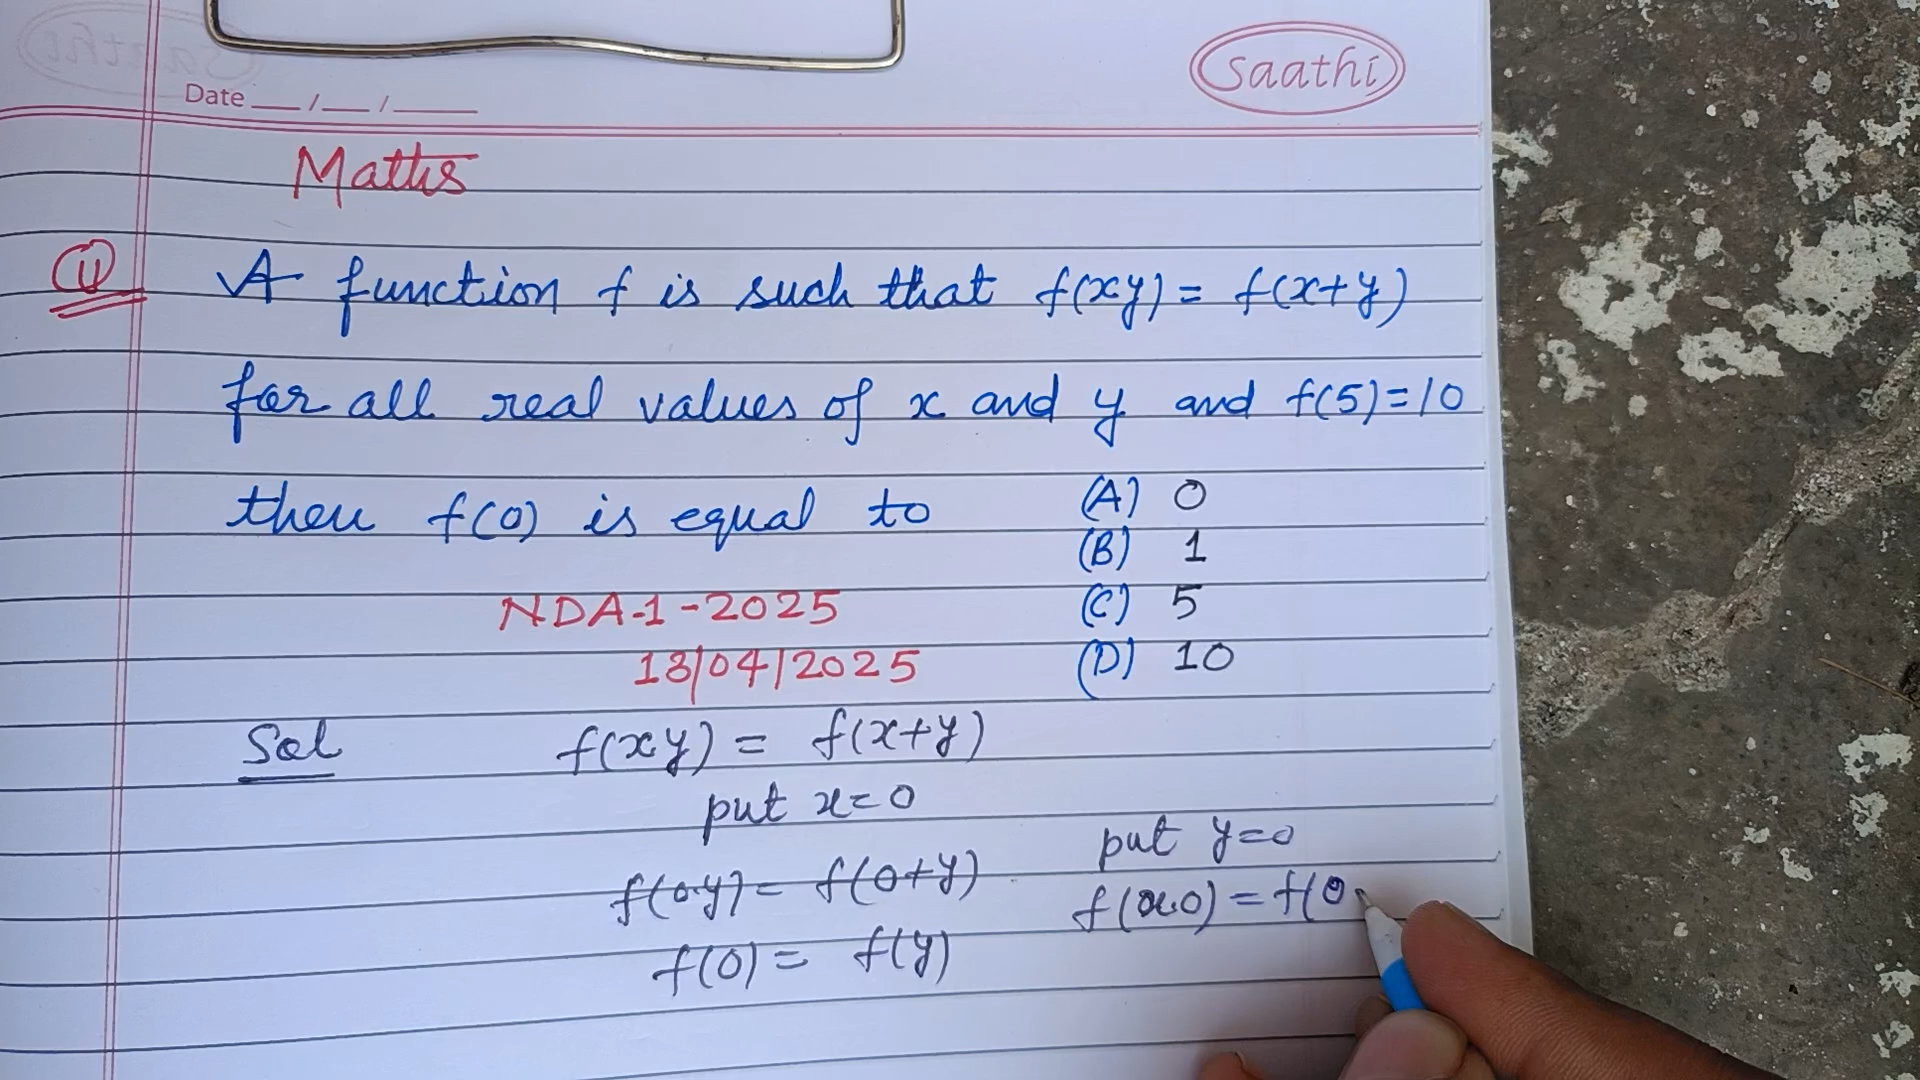 saathi
Date __/__/____
Maths
(11) A function f is such that f(xy) = f(x+y)
for all real values of x and y and f(5)=10
then f(0) is equal to
(A) 0
(B) 1
(C) 5
(D) 10
NDA-1-2025
13/04/2025
Sol f(x.y) = f(x+y)
put x=0
f(0.y) = f(0+y)
f(0) = f(y)
put y=0
f(x.0) = f(0